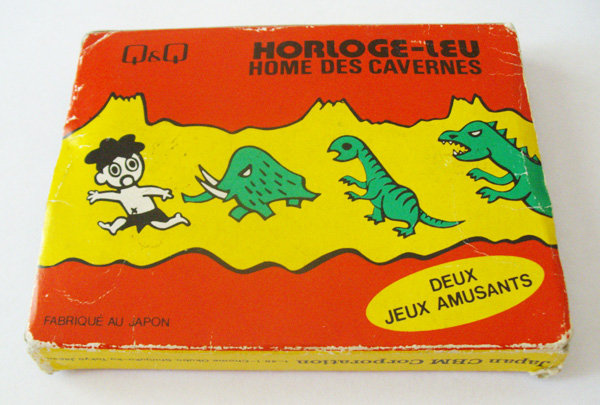 Q&Q
HORLOGE-LEU
HOME DES CAVERNES
DEUX
JEUX AMUSANTS
FABRIQUÉ AU JAPON
Japan CBM Corporation